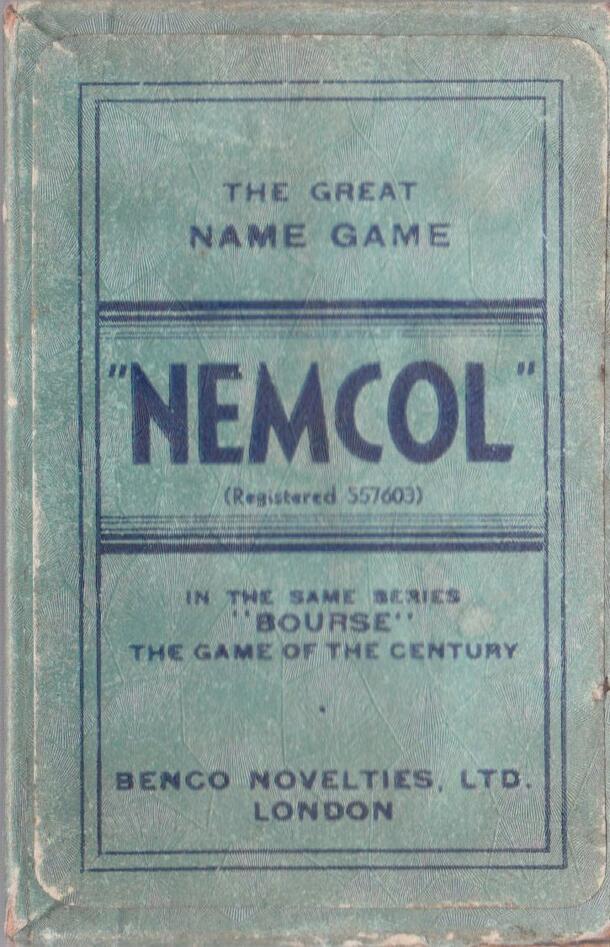 THE GREAT
NAME GAME
"NEMCOL"
(Registered 557603)
IN THE SAME SERIES
"BOURSE"
THE GAME OF THE CENTURY
BENCO NOVELTIES, LTD.
LONDON